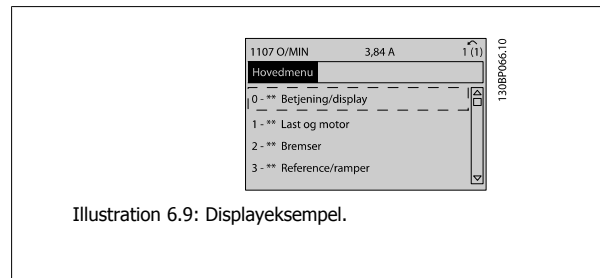 1107 O/MIN 3,84 A 1 (1)
Hovedmenu
0 - ** Betjening/display
1 - ** Last og motor
2 - ** Bremser
3 - ** Reference/ramper
130BP066.10
Illustration 6.9: Displayeksempel.